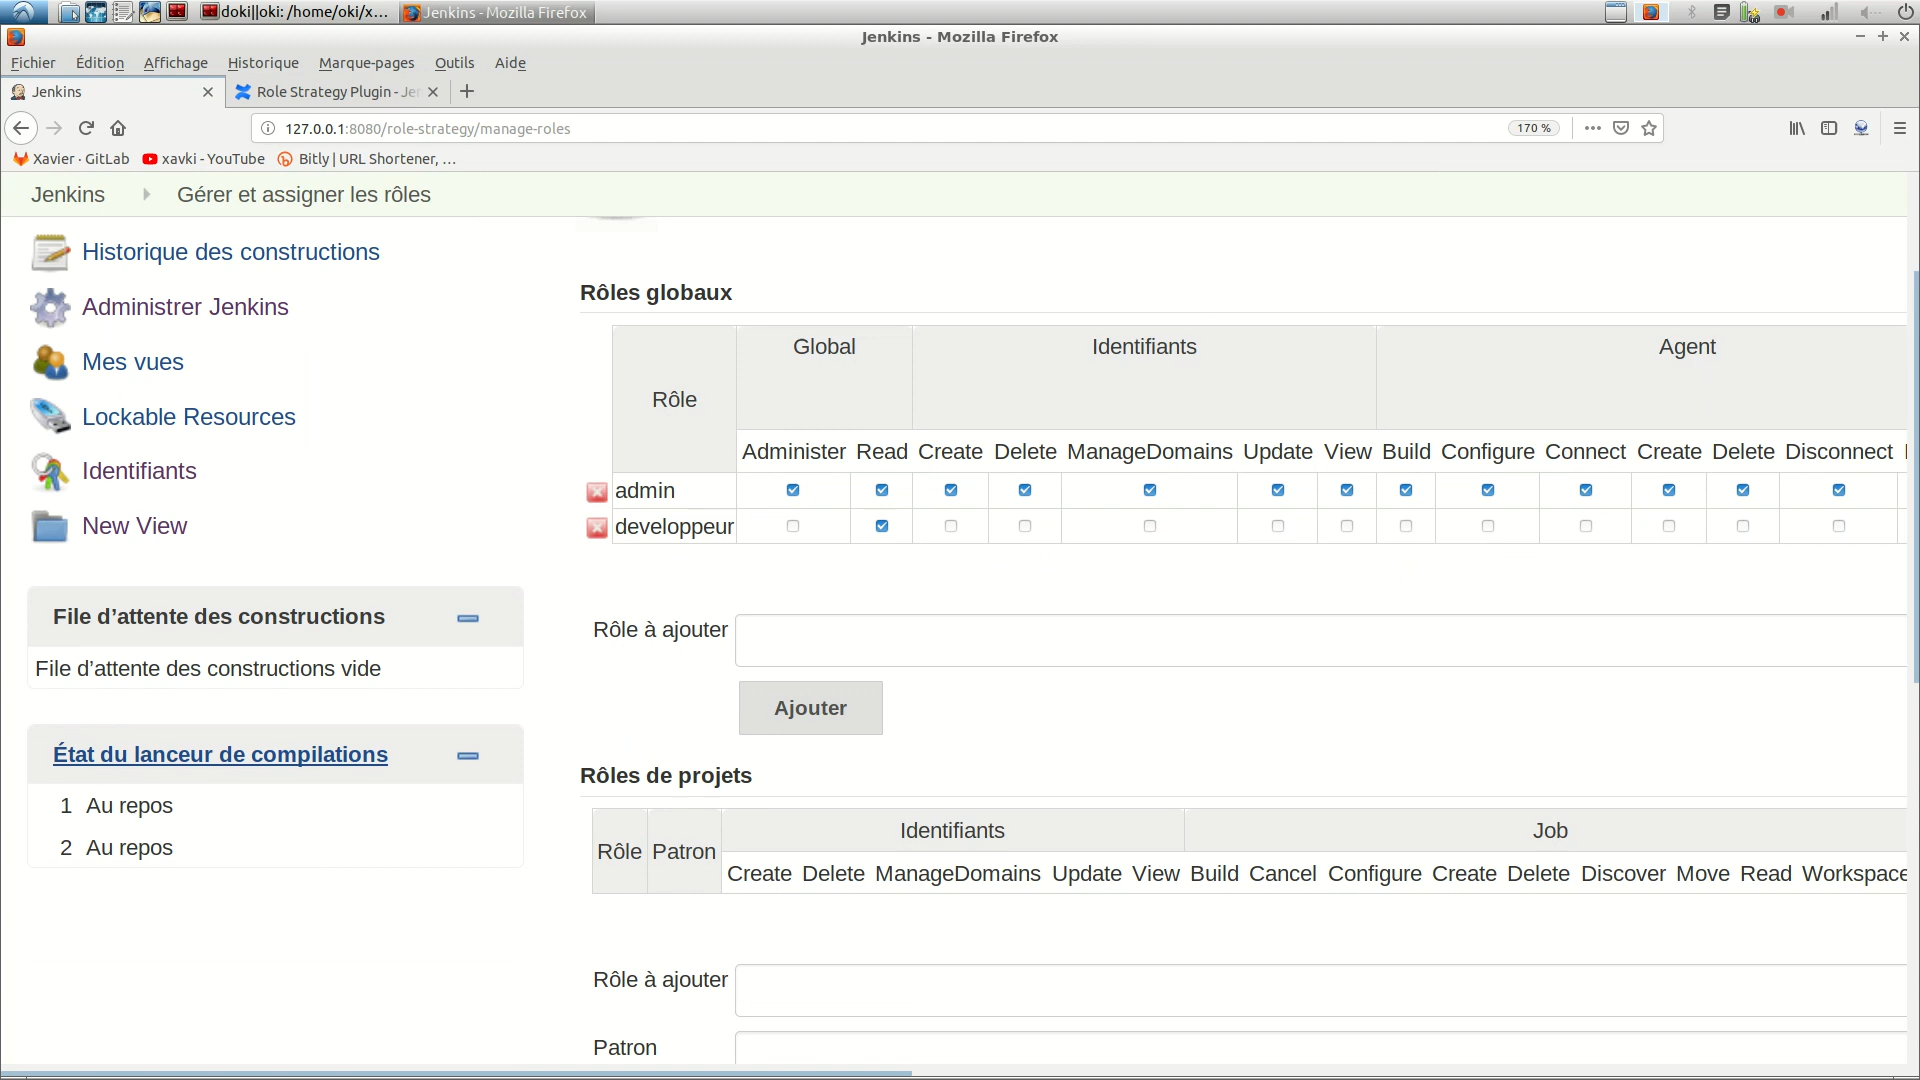 doki||oki: /home/oki/x...
Jenkins - Mozilla Firefox
Jenkins - Mozilla Firefox
Fichier Édition Affichage Historique Marque-pages Outils Aide
Jenkins
Role Strategy Plugin - Je
127.0.0.1:8080/role-strategy/manage-roles
170 %
Xavier · GitLab
xavki - YouTube
Bitly | URL Shortener, ...
Jenkins
Gérer et assigner les rôles
Historique des constructions
Administrer Jenkins
Mes vues
Lockable Resources
Identifiants
New View
File d’attente des constructions
File d’attente des constructions vide
État du lanceur de compilations
1 Au repos
2 Au repos
Rôles globaux
Rôle
Global Identifiants Agent
Administer Read Create Delete ManageDomains Update View Build Configure Connect Create Delete Disconnect
admin
developpeur
Rôle à ajouter
Ajouter
Rôles de projets
Rôle Patron
Identifiants Job
Create Delete ManageDomains Update View Build Cancel Configure Create Delete Discover Move Read Workspace
Rôle à ajouter
Patron